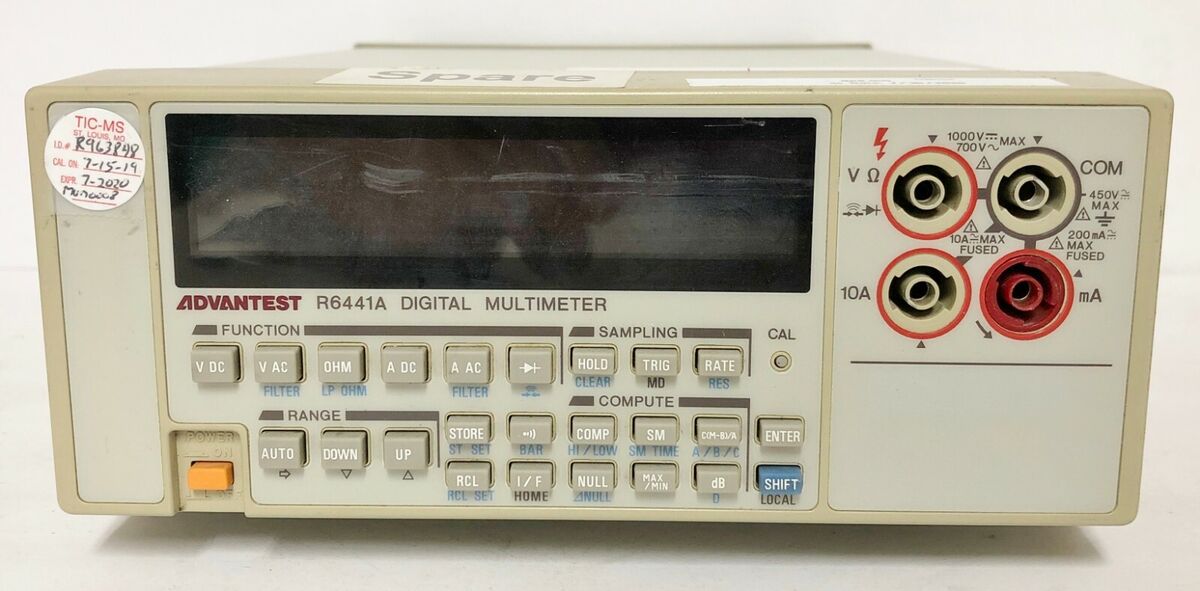 Spare
TIC-MS
ST. LOUIS, MO
I.D.# R963848
CAL. ON: 7-15-19
EXPR. 7-2020
ADVANTEST R6441A DIGITAL MULTIMETER
FUNCTION
V DC V AC OHM A DC A AC
FILTER LP OHM FILTER
SAMPLING
HOLD TRIG RATE
CLEAR MD RES
CAL
RANGE
AUTO DOWN UP
COMPUTE
STORE •))) COMP SM C(M-B)/A ENTER
ST SET BAR HI/LOW SM TIME A/B/C
RCL I/F NULL MAX/MIN dB SHIFT
RCL SET HOME ⊿NULL D LOCAL
POWER
ON
1000V⎓ MAX
700V~
V Ω
COM
450V
MAX
10A MAX
FUSED
200mA
MAX
FUSED
10A
mA